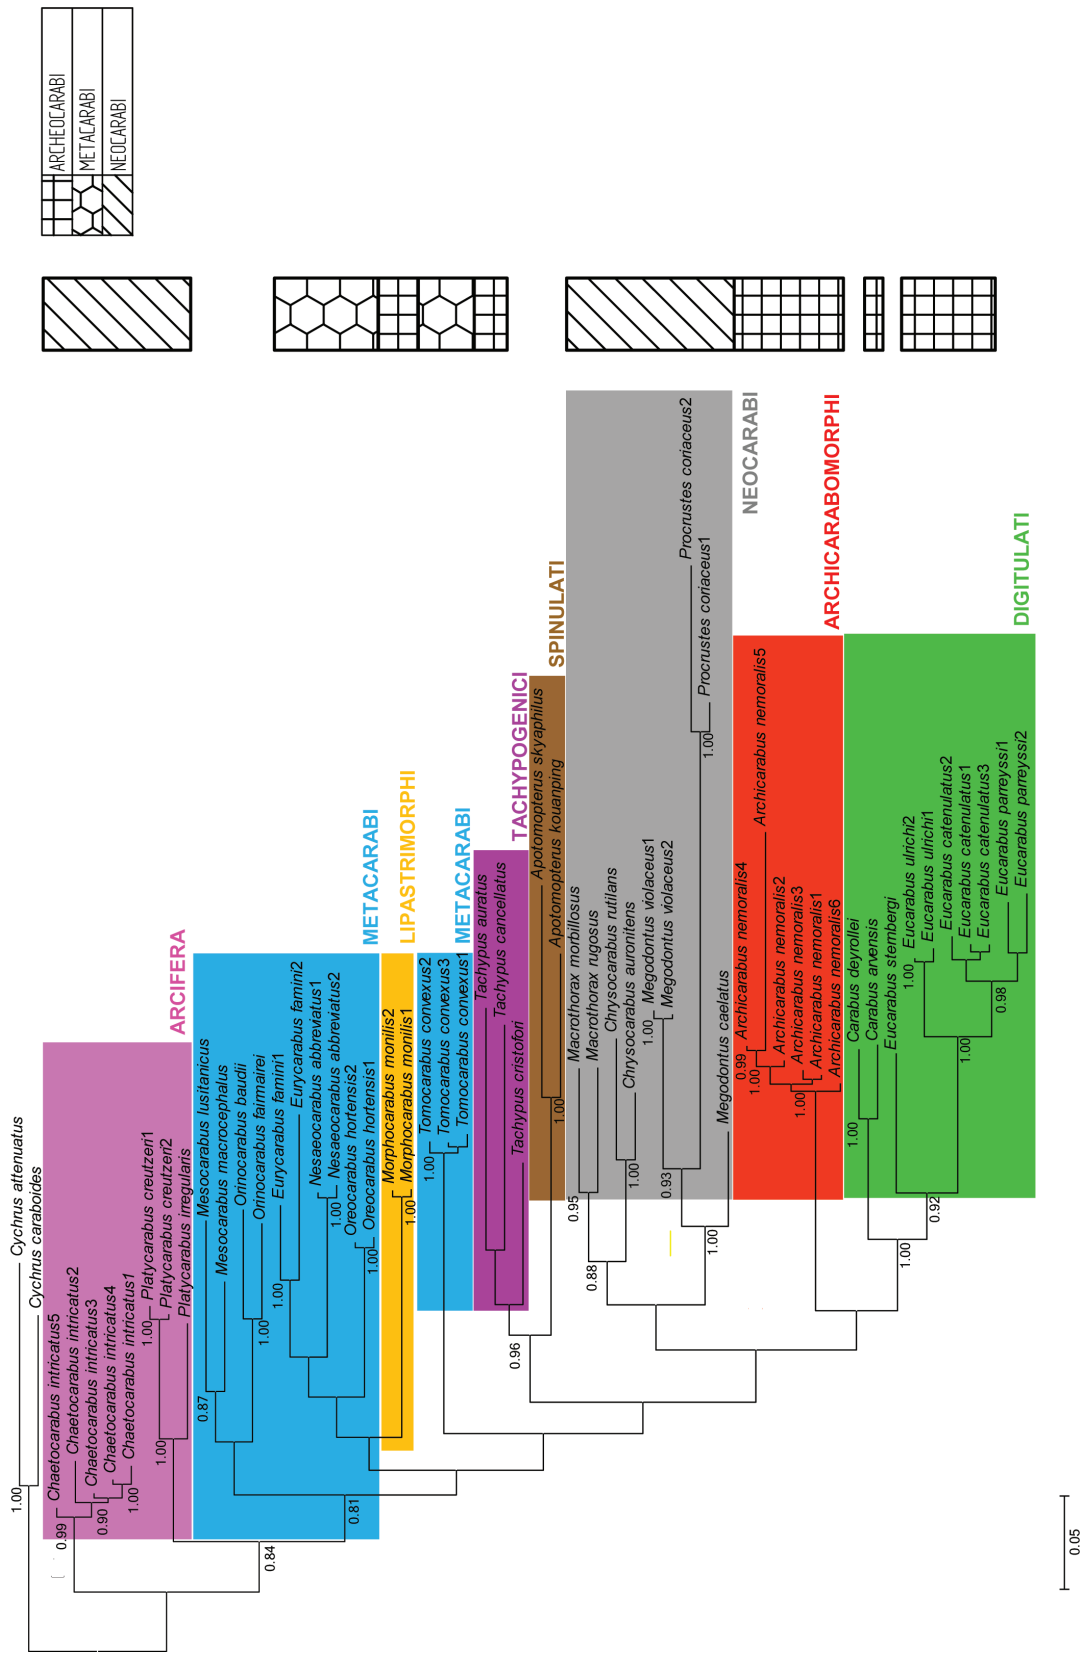 ARCHEOCARABI
METACARABI
NEOCARABI
Cychrus attenuatus
Cychrus caraboides
1.00
Chaetocarabus intricatus5
Chaetocarabus intricatus2
Chaetocarabus intricatus3
Chaetocarabus intricatus4
Chaetocarabus intricatus1
0.99
0.90
1.00
Platycarabus creutzeri1
Platycarabus creutzeri2
Platycarabus irregularis
1.00
1.00
ARCIFERA
Mesocarabus lusitanicus
Mesocarabus macrocephalus
Orinocarabus baudii
Orinocarabus fairmairei
Eurycarabus famini1
Eurycarabus famini2
Nesaeocarabus abbreviatus1
Nesaeocarabus abbreviatus2
Oreocarabus hortensis2
Oreocarabus hortensis1
0.87
1.00
1.00
1.00
1.00
0.84
0.81
METACARABI
Morphocarabus monilis2
Morphocarabus monilis1
1.00
LIPASTRIMORPHI
Tomocarabus convexus2
Tomocarabus convexus3
Tomocarabus convexus1
1.00
METACARABI
Tachypus auratus
Tachypus cancellatus
Tachypus cristofori
0.96
TACHYPOGENICI
Apotomopterus skyaphilus
Apotomopterus kouanping
1.00
SPINULATI
Macrothorax morbillosus
Macrothorax rugosus
Chrysocarabus rutilans
Chrysocarabus auronitens
Megodontus violaceus1
Megodontus violaceus2
Procrustes coriaceus2
Procrustes coriaceus1
Megodontus caelatus
0.95
0.88
1.00
1.00
0.93
1.00
1.00
NEOCARABI
Archicarabus nemoralis4
Archicarabus nemoralis5
Archicarabus nemoralis2
Archicarabus nemoralis3
Archicarabus nemoralis1
Archicarabus nemoralis6
0.99
1.00
1.00
ARCHICARABOMORPHI
Carabus deyrollei
Carabus arvensis
Eucarabus sternbergi
Eucarabus ulrichi2
Eucarabus ulrichi1
Eucarabus catenulatus2
Eucarabus catenulatus1
Eucarabus catenulatus3
Eucarabus parreyssi1
Eucarabus parreyssi2
1.00
1.00
0.92
1.00
1.00
0.98
DIGITULATI
0.05